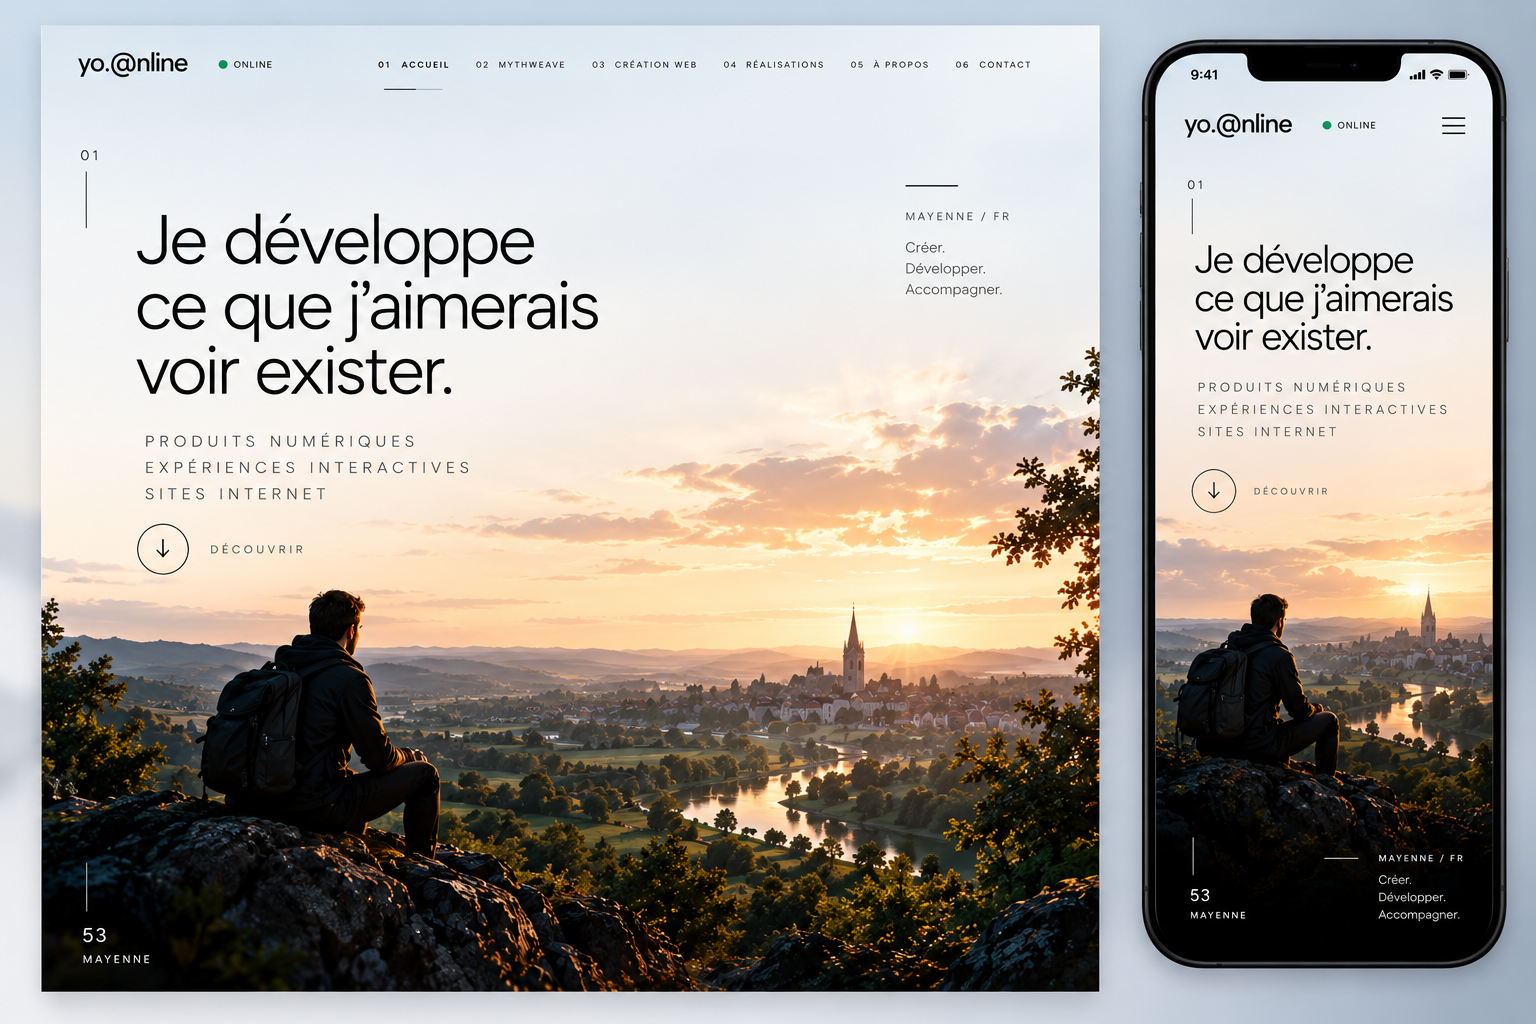 yo.@nline
ONLINE
01 ACCUEIL
02 MYTHWEAVE
03 CRÉATION WEB
04 RÉALISATIONS
05 À PROPOS
06 CONTACT
01
Je développe
ce que j’aimerais
voir exister.
PRODUITS NUMÉRIQUES
EXPÉRIENCES INTERACTIVES
SITES INTERNET
DÉCOUVRIR
MAYENNE / FR
Créer.
Développer.
Accompagner.
53
MAYENNE
9:41
yo.@nline
ONLINE
01
Je développe
ce que j’aimerais
voir exister.
PRODUITS NUMÉRIQUES
EXPÉRIENCES INTERACTIVES
SITES INTERNET
DÉCOUVRIR
53
MAYENNE
MAYENNE / FR
Créer.
Développer.
Accompagner.